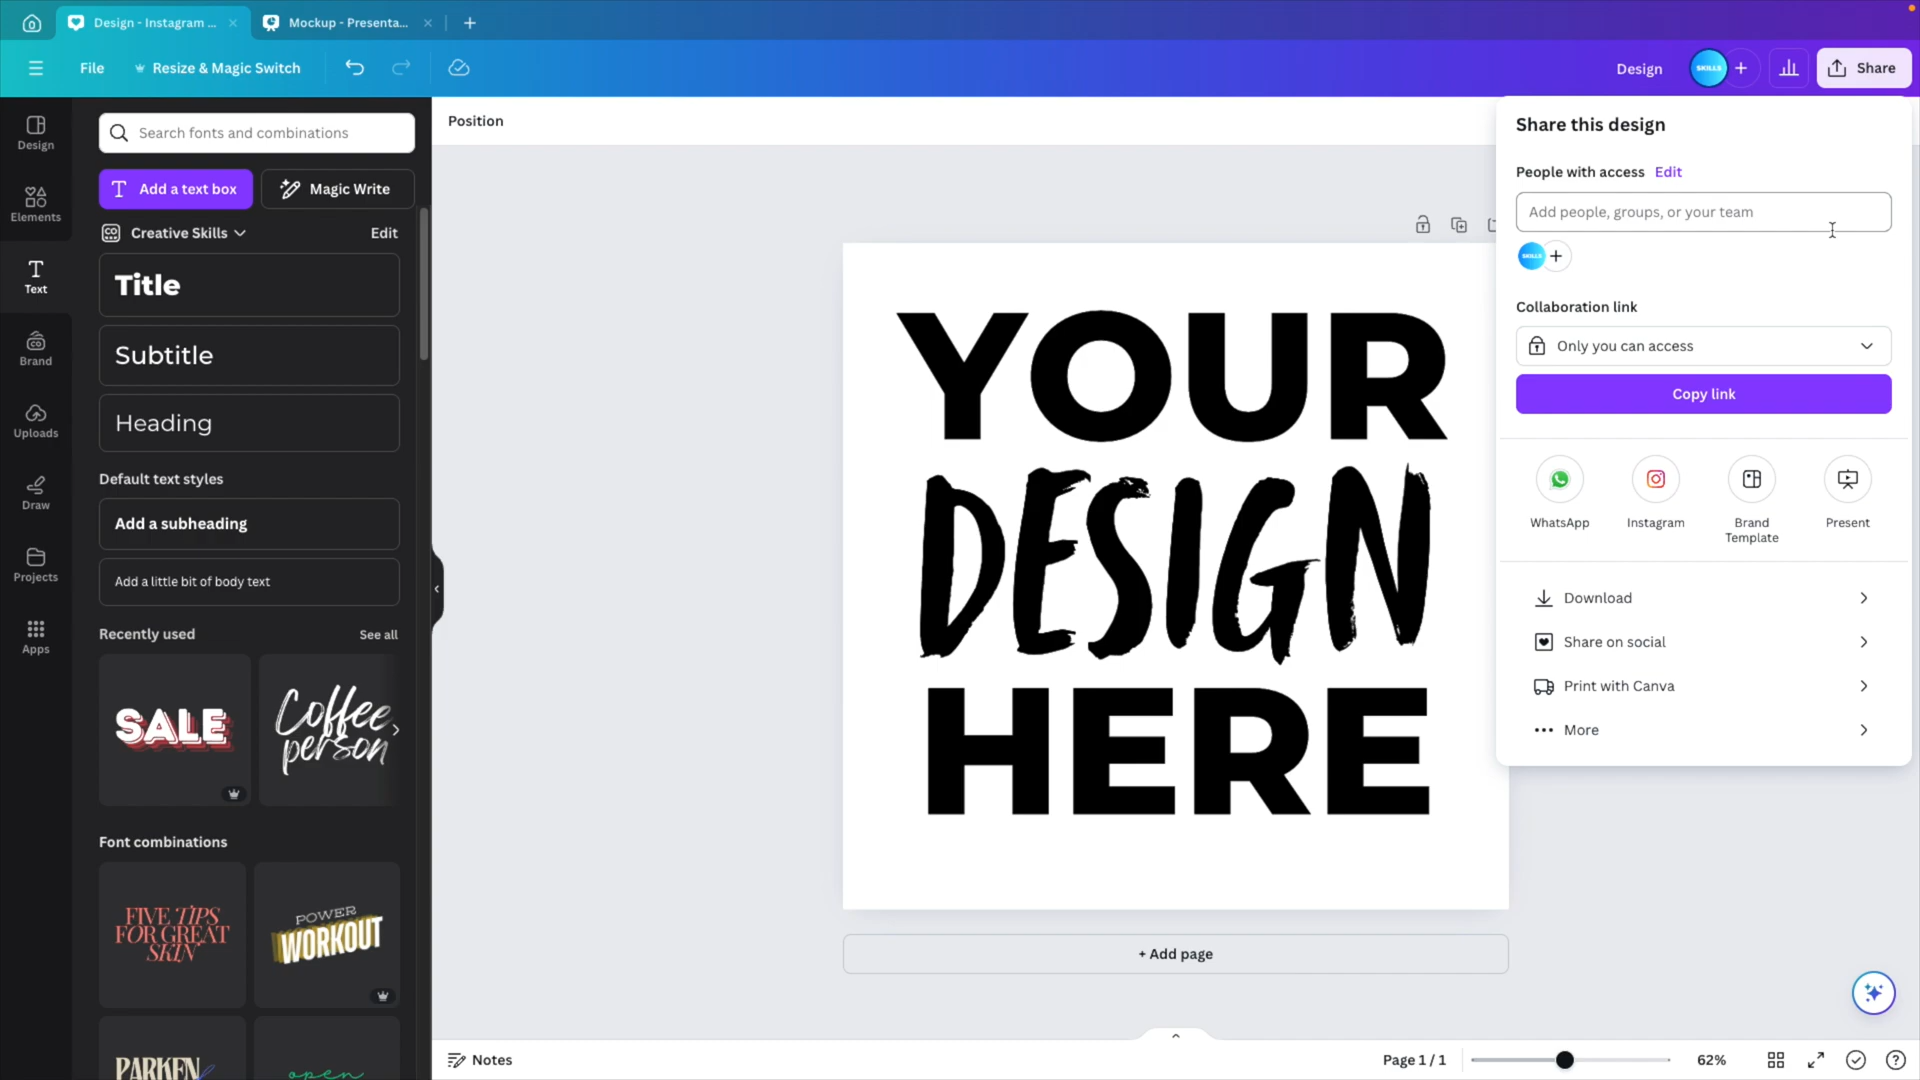 Design - Instagram ...
Mockup - Presenta...
File
Resize & Magic Switch
Design
SKILLS
Share
Design
Elements
Text
Brand
Uploads
Draw
Projects
Apps
Search fonts and combinations
Add a text box
Magic Write
Creative Skills
Edit
Title
Subtitle
Heading
Default text styles
Add a subheading
Add a little bit of body text
Recently used
See all
SALE
Coffee
person
Font combinations
FIVE TIPS
FOR GREAT
SKIN
POWER
WORKOUT
PARKEN
open
Position
YOUR
DESIGN
HERE
+ Add page
Share this design
People with access
Edit
Add people, groups, or your team
SKILLS
Collaboration link
Only you can access
Copy link
WhatsApp
Instagram
Brand
Template
Present
Download
Share on social
Print with Canva
More
Notes
Page 1 / 1
62%